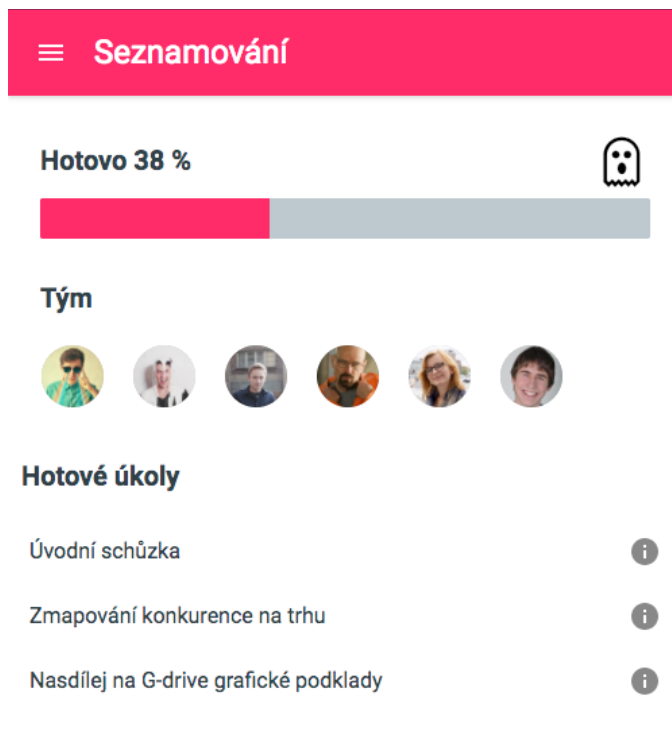 Seznamování
Hotovo 38 %
Tým
Hotové úkoly
Úvodní schůzka
Zmapování konkurence na trhu
Nasdílej na G-drive grafické podklady